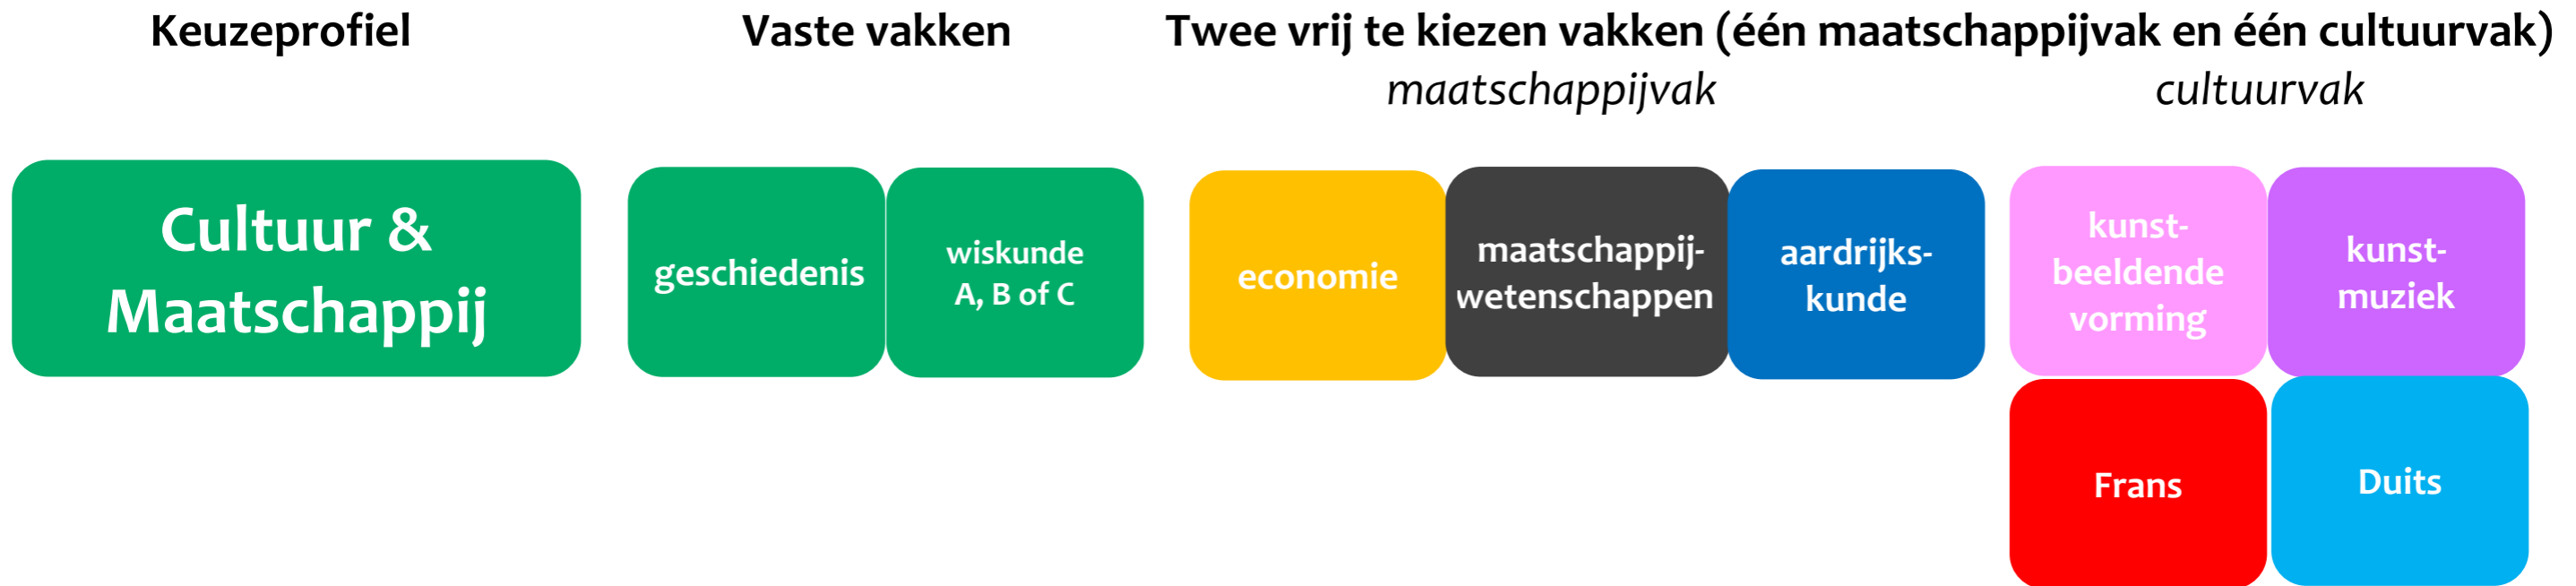 Keuzeprofiel
Vaste vakken
Twee vrij te kiezen vakken (één maatschappijvak en één cultuurvak)
maatschappijvak
cultuurvak
Cultuur &
Maatschappij
geschiedenis
wiskunde
A, B of C
economie
maatschappij-
wetenschappen
aardrijks-
kunde
kunst-
beeldende
vorming
kunst-
muziek
Frans
Duits